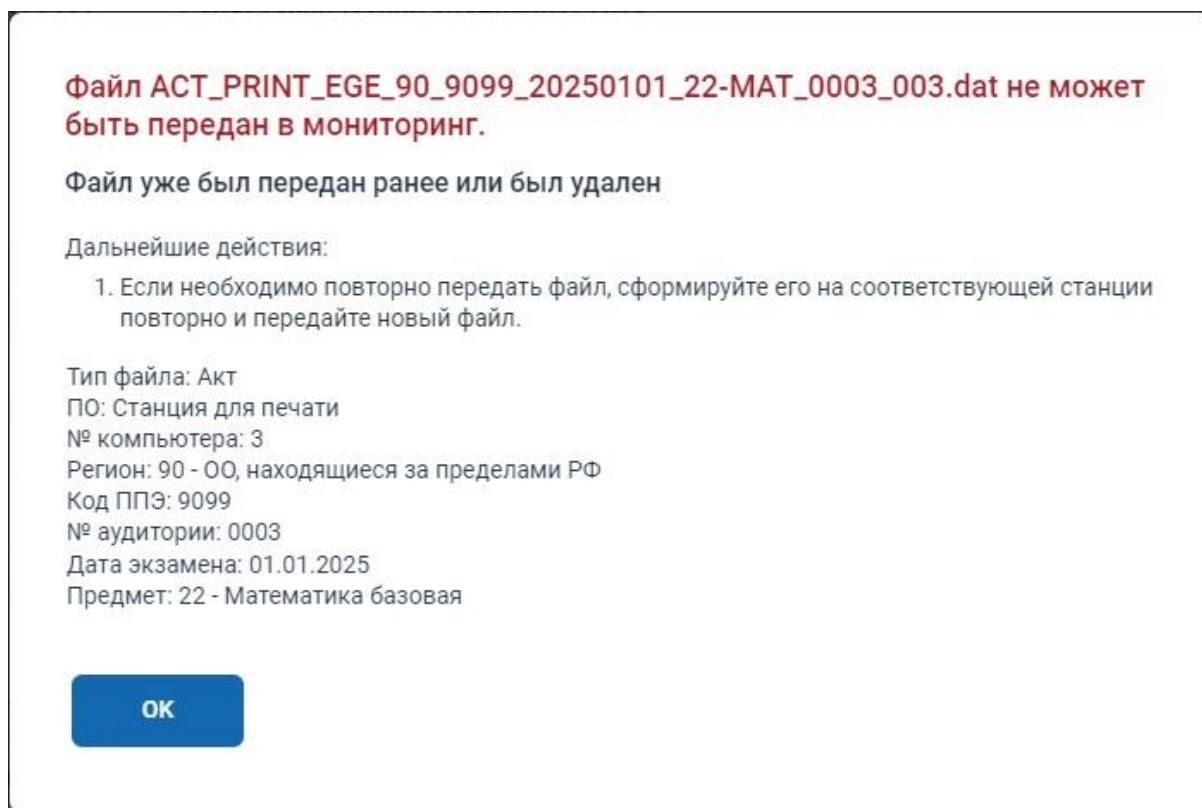 Файл ACT_PRINT_EGE_90_9099_20250101_22-MAT_0003_003.dat не может
быть передан в мониторинг.
Файл уже был передан ранее или был удален
Дальнейшие действия:
1. Если необходимо повторно передать файл, сформируйте его на соответствующей станции
повторно и передайте новый файл.
Тип файла: Акт
ПО: Станция для печати
№ компьютера: 3
Регион: 90 - ОО, находящиеся за пределами РФ
Код ППЭ: 9099
№ аудитории: 0003
Дата экзамена: 01.01.2025
Предмет: 22 - Математика базовая
ОК